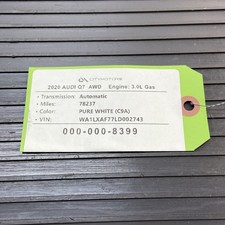 2020 AUDI Q7 AWD Engine: 3.0L Gas
• Transmission: Automatic
• Miles: 78237
• Color: PURE WHITE (C9A)
• VIN: WA1LXAF77LD002743
000-000-8399